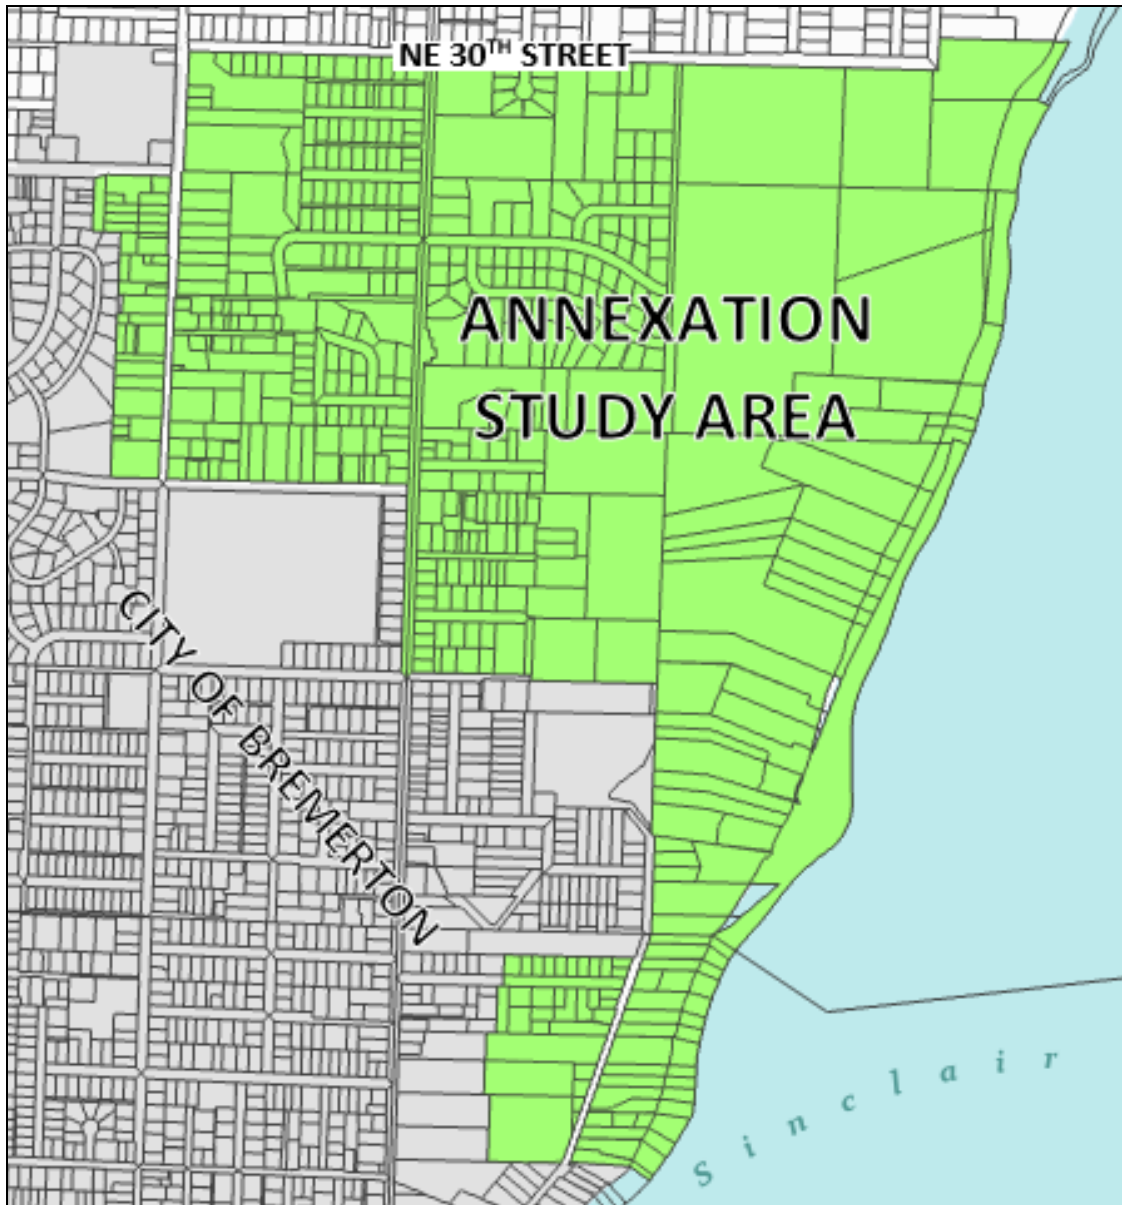 NE 30TH STREET
ANNEXATION
STUDY AREA
CITY OF BREMERTON
Sinclair